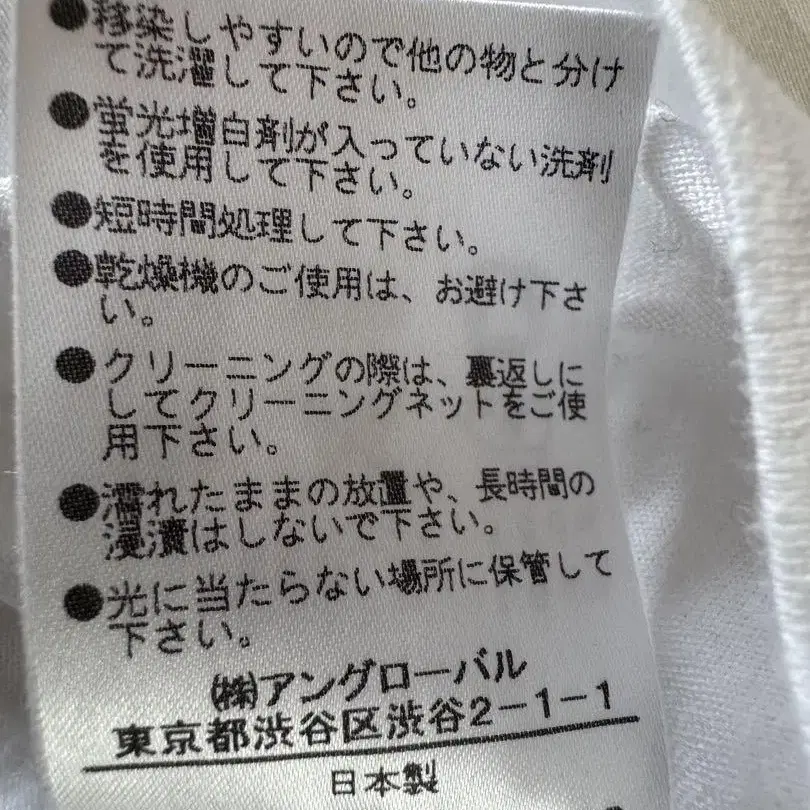 ●移染しやすいので他の物と分け
て洗濯して下さい。
●蛍光増白剤が入っていない洗剤
を使用して下さい。
●短時間処理して下さい。
●乾燥機のご使用は、お避け下さ
い。
●クリーニングの際は、裏返しに
してクリーニングネットをご使
用下さい。
●濡れたままの放置や、長時間の
浸漬はしないで下さい。
●光に当たらない場所に保管して
下さい。
㈱アングローバル
東京都渋谷区渋谷2-1-1
日本製